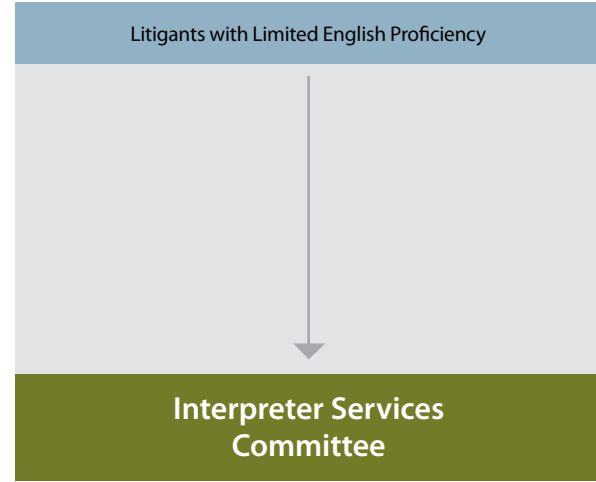 Litigants with Limited English Proficiency
Interpreter Services
Committee